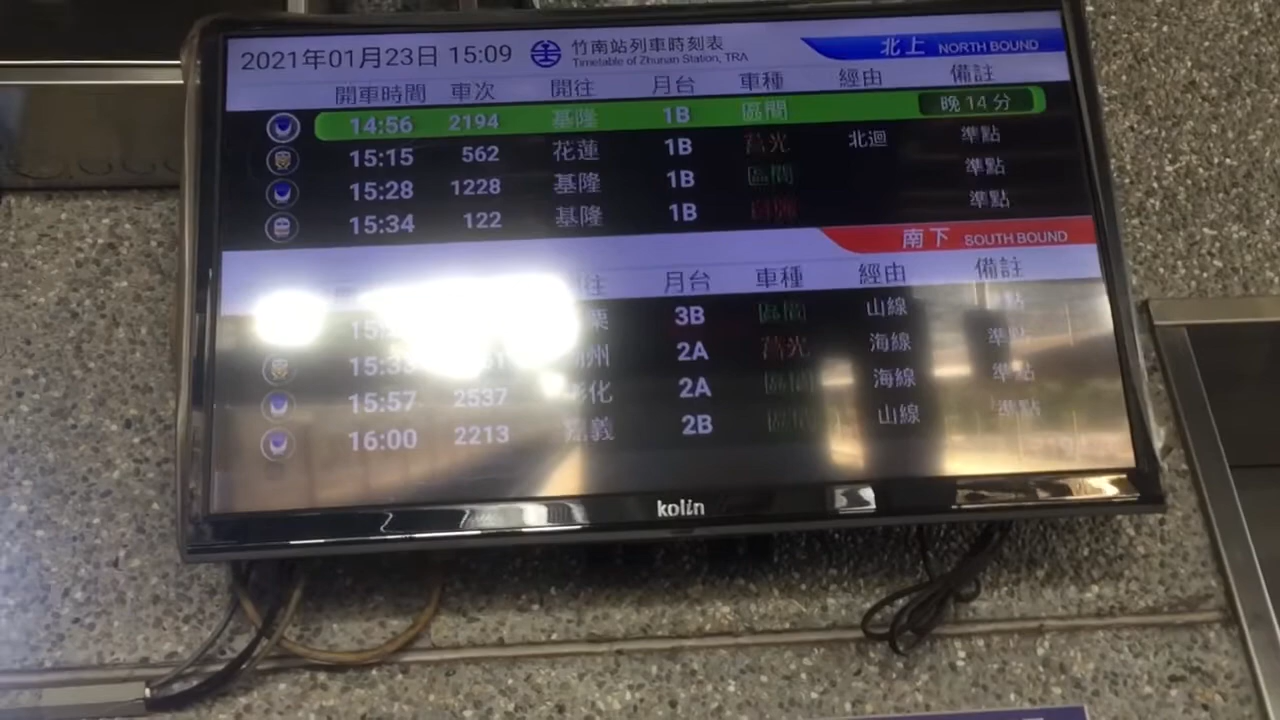 2021年01月23日 15:09 竹南站列車時刻表 北上 NORTH BOUND
Timetable of Zhunan Station, TRA
開車時間 車次 開往 月台 車種 經由 備註
14:56 2194 基隆 1B 區間 晚 14 分
15:15 562 花蓮 1B 莒光 北迴 準點
15:28 1228 基隆 1B 區間 準點
15:34 122 基隆 1B 準點
南下 SOUTH BOUND
月台 車種 經由 備註
3B 區間 山線
2A 莒光 海線 準點
15:57 2537 2A 海線 準點
16:00 2213 嘉義 2B 山線 準點
kolin